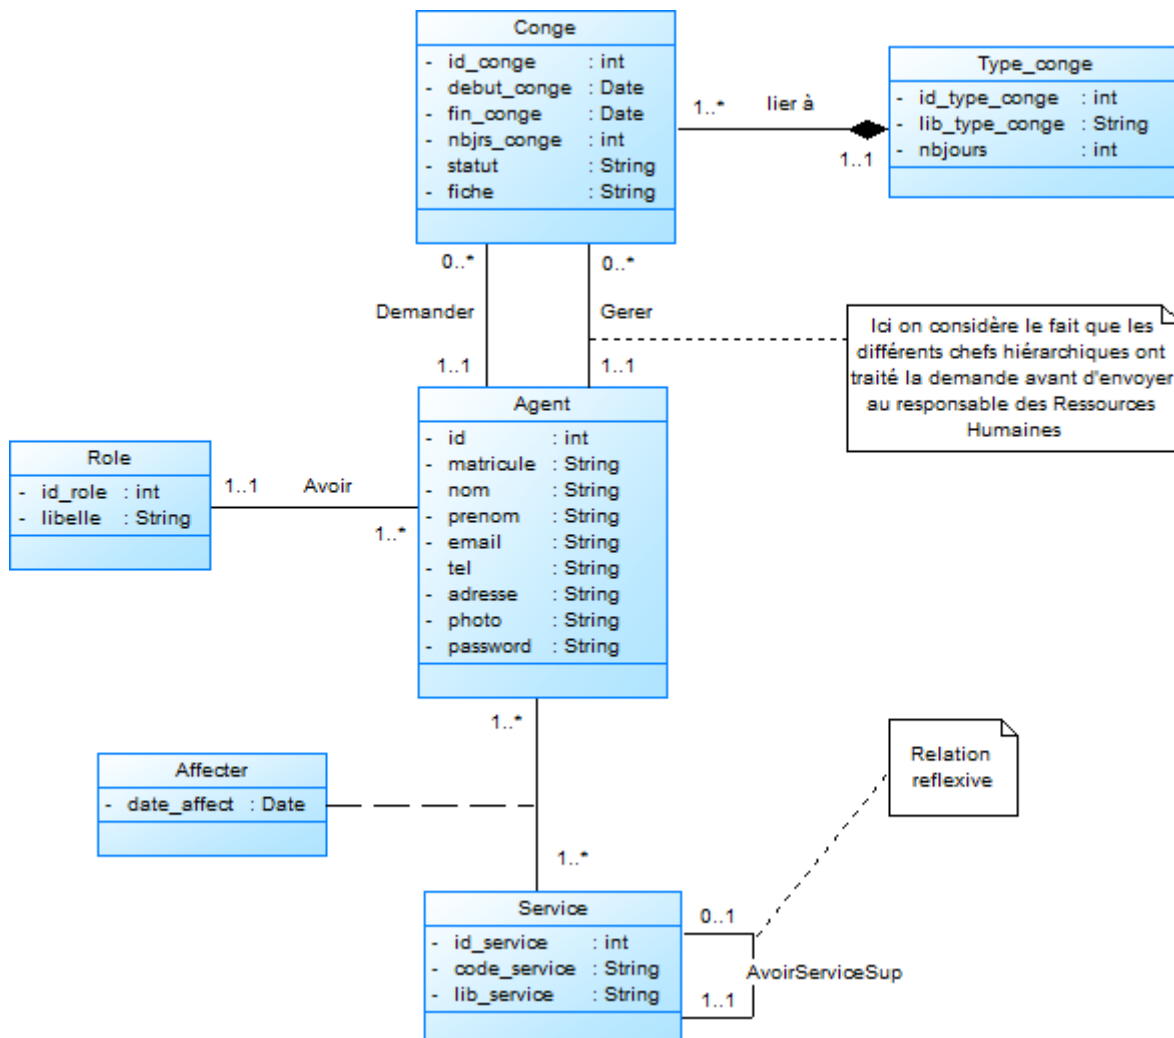 Conge
- id_conge : int
- debut_conge : Date
- fin_conge : Date
- nbjrs_conge : int
- statut : String
- fiche : String
Type_conge
- id_type_conge : int
- lib_type_conge : String
- nbjours : int
1..*
lier à
1..1
0..*
0..*
Demander
Gerer
1..1
1..1
Ici on considère le fait que les
différents chefs hiérarchiques ont
traité la demande avant d'envoyer
au responsable des Ressources
Humaines
Agent
- id : int
- matricule : String
- nom : String
- prenom : String
- email : String
- tel : String
- adresse : String
- photo : String
- password : String
Role
- id_role : int
- libelle : String
1..1
Avoir
1..*
1..*
Affecter
- date_affect : Date
1..*
Relation
reflexive
Service
- id_service : int
- code_service : String
- lib_service : String
0..1
AvoirServiceSup
1..1